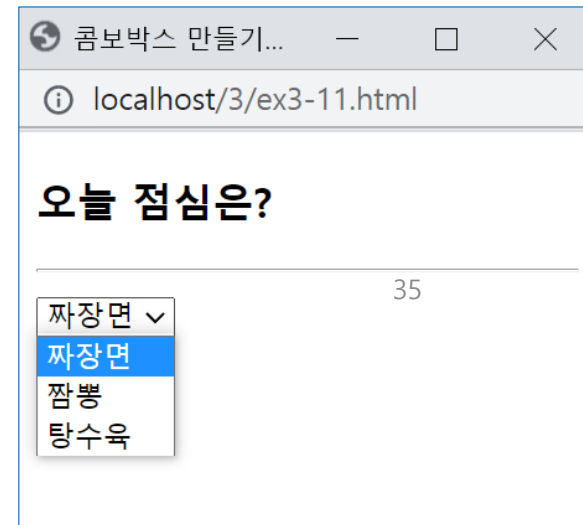 콤보박스 만들기...
localhost/3/ex3-11.html
오늘 점심은?
35
짜장면
짜장면
짬뽕
탕수육